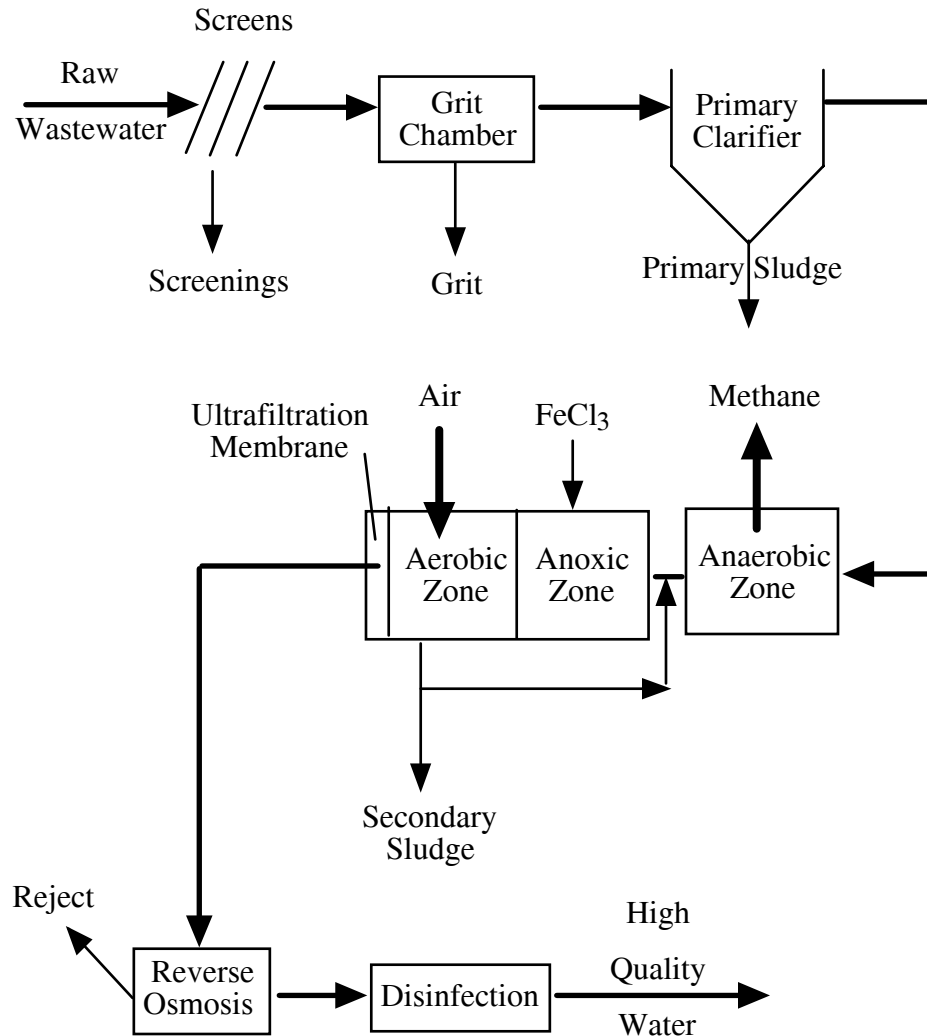 Screens
Raw
Wastewater
Grit
Chamber
Primary
Clarifier
Screenings
Grit
Primary Sludge
Ultrafiltration
Membrane
Air
FeCl3
Methane
Aerobic
Zone
Anoxic
Zone
Anaerobic
Zone
Secondary
Sludge
Reject
Reverse
Osmosis
Disinfection
High
Quality
Water